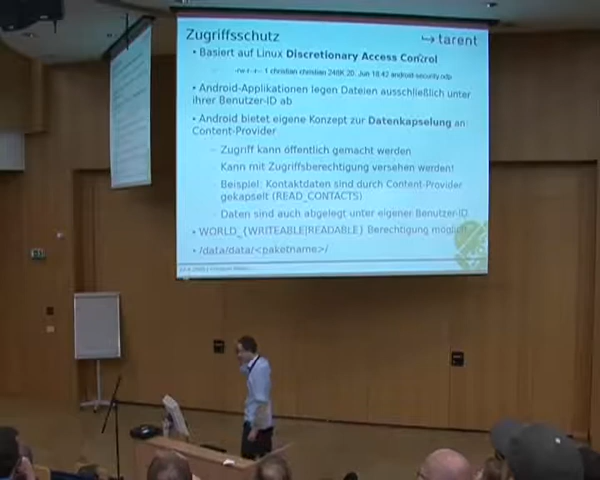 Zugriffsschutz
tarent
• Basiert auf Linux Discretionary Access Control
-rw-r--r-- 1 christian christian 246K 20. Jun 18:42 android-security.odp
• Android-Applikationen legen Dateien ausschließlich unter
ihrer Benutzer-ID ab
• Android bietet eigene Konzept zur Datenkapselung an:
Content-Provider
– Zugriff kann öffentlich gemacht werden
– Kann mit Zugriffsberechtigung versehen werden!
– Beispiel: Kontaktdaten sind durch Content-Provider
gekapselt (READ_CONTACTS)
– Daten sind auch abgelegt unter eigener Benutzer-ID
• WORLD_{WRITEABLE|READABLE} Berechtigung möglich
• /data/data/<paketname>/